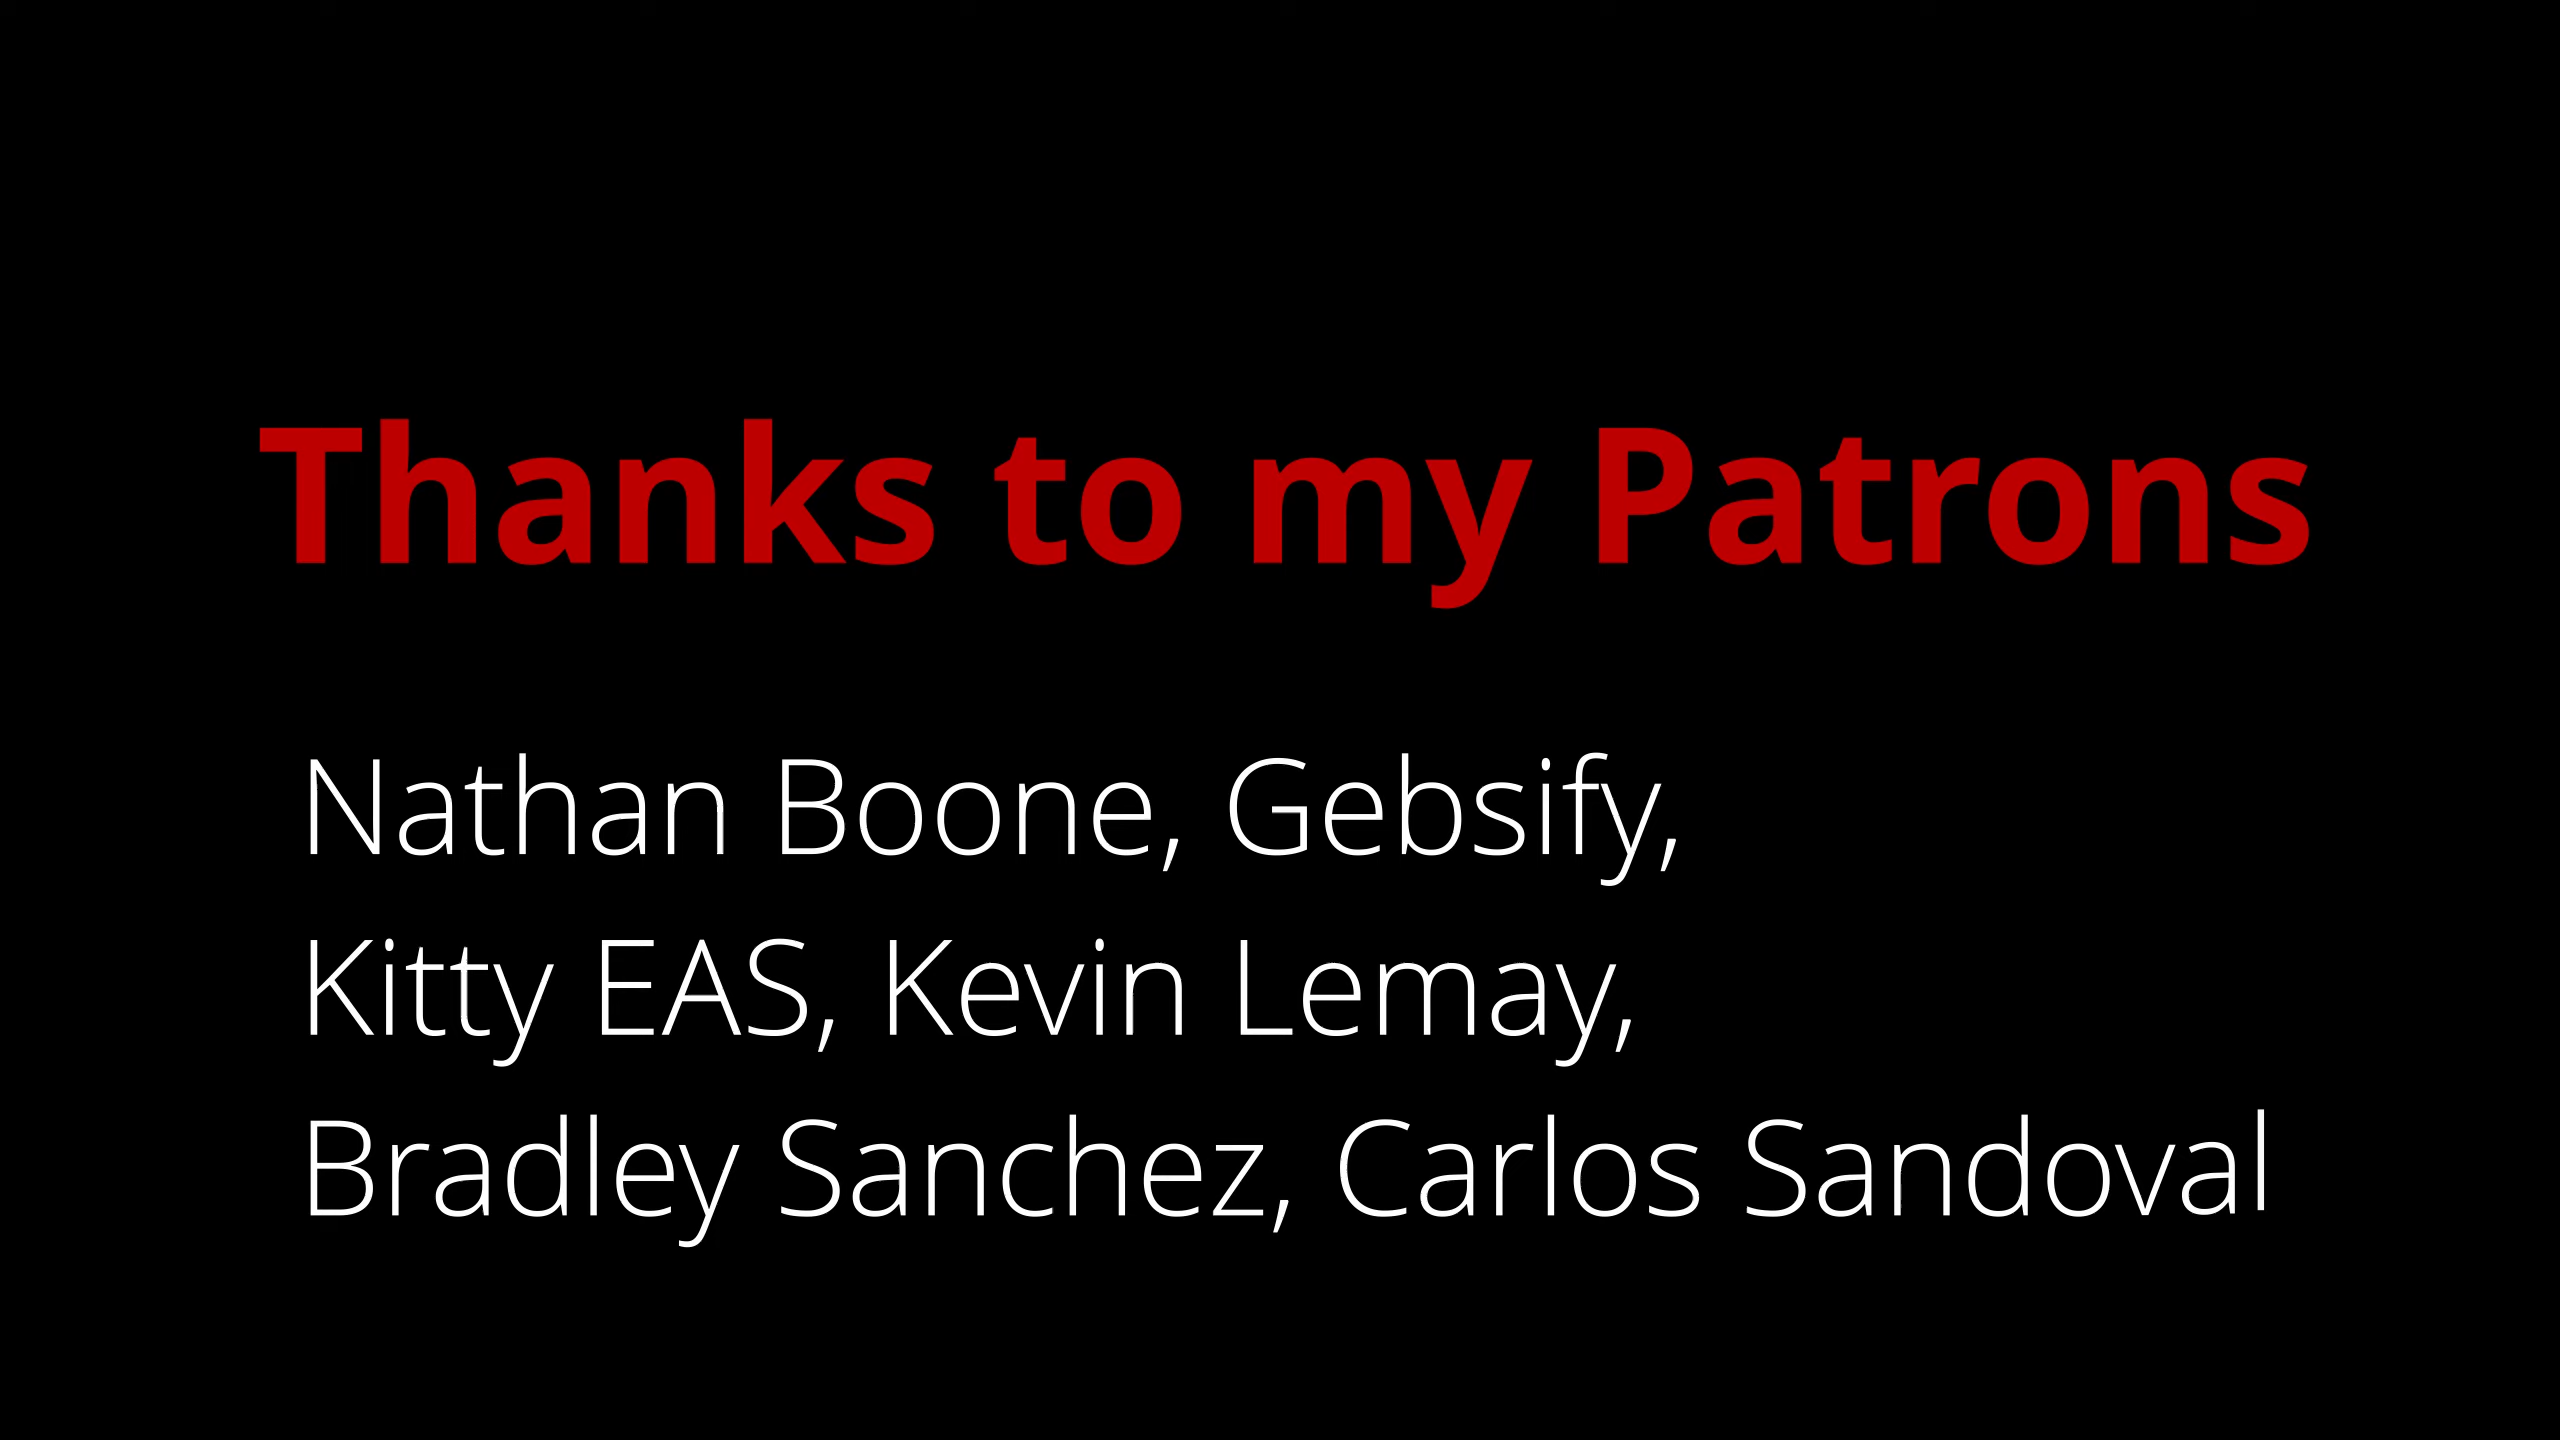 Thanks to my Patrons
Nathan Boone, Gebsify,
Kitty EAS, Kevin Lemay,
Bradley Sanchez, Carlos Sandoval